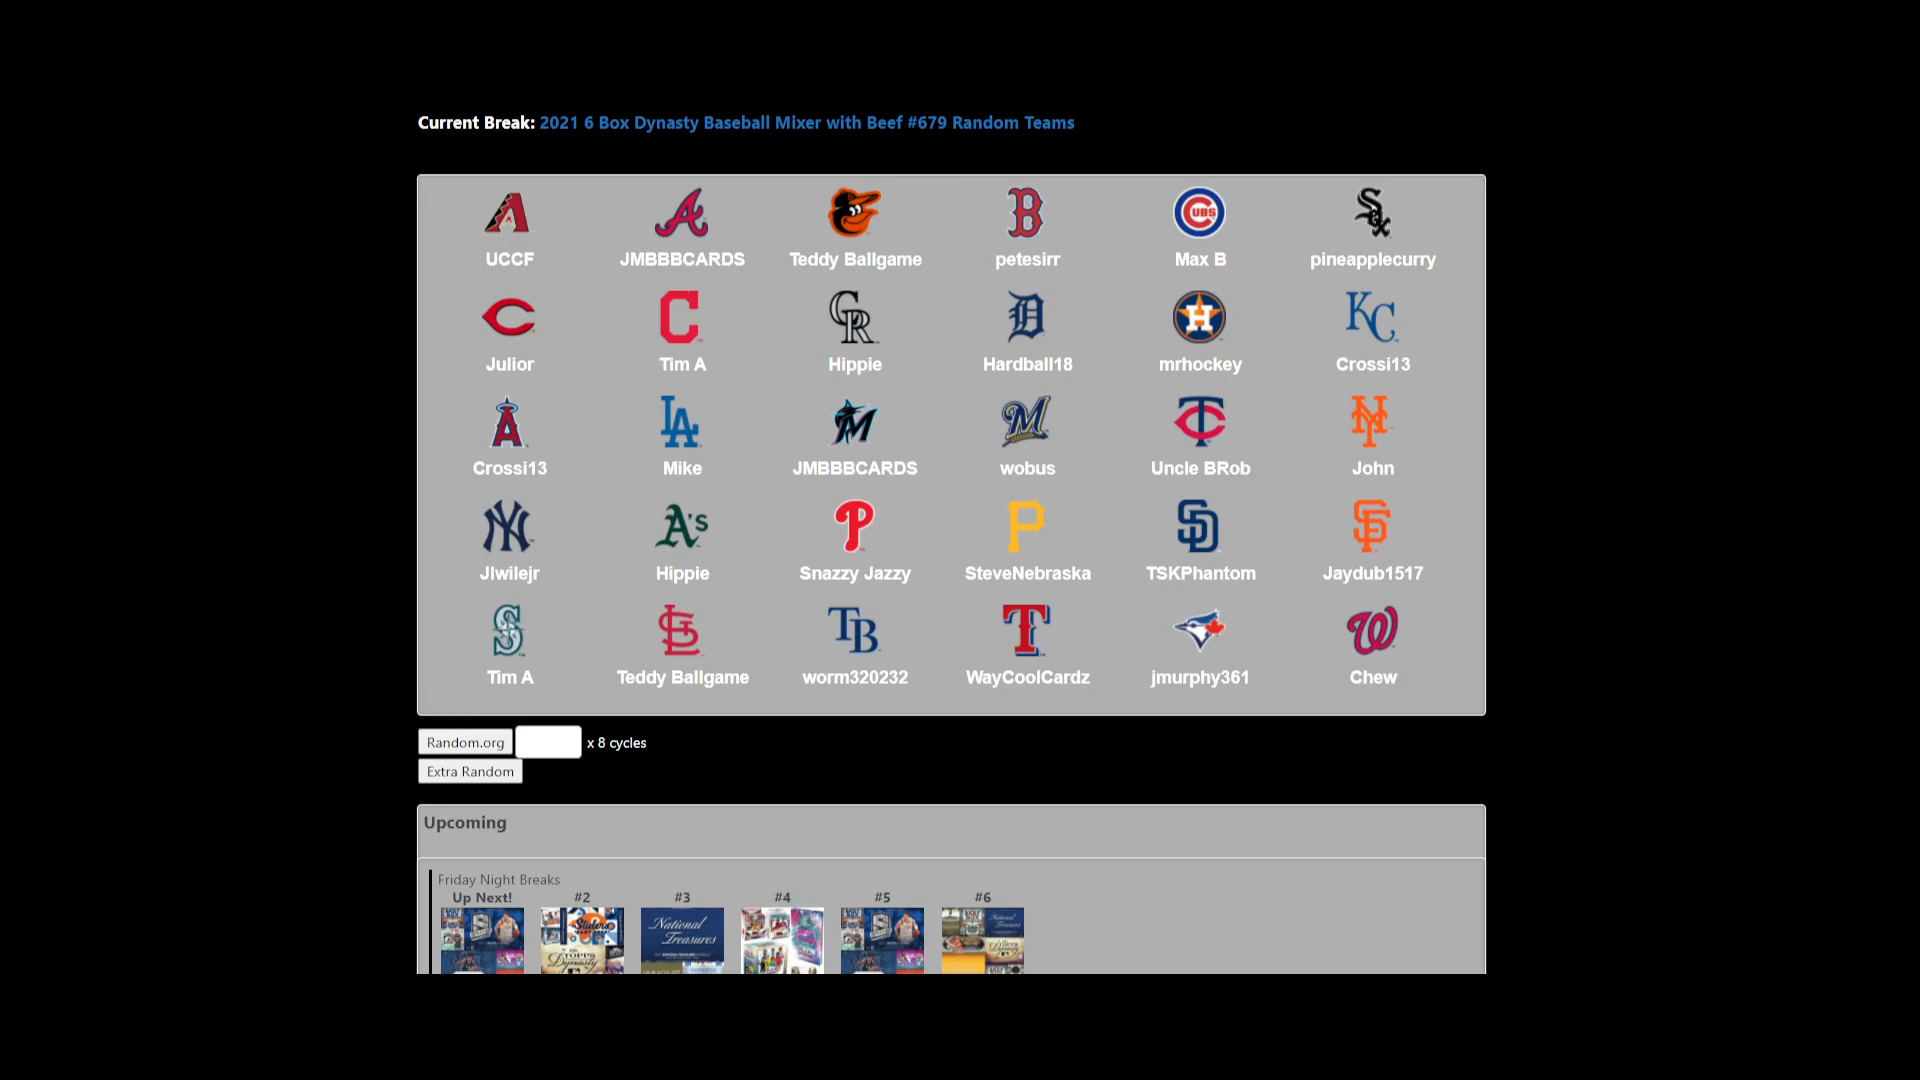 Current Break: 2021 6 Box Dynasty Baseball Mixer with Beef #679 Random Teams
UCCF JMBBBCARDS Teddy Ballgame petesirr Max B pineapplecurry
Julior Tim A Hippie Hardball18 mrhockey Crossi13
Crossi13 Mike JMBBBCARDS wobus Uncle BRob John
Jlwilejr Hippie Snazzy Jazzy SteveNebraska TSKPhantom Jaydub1517
Tim A Teddy Ballgame worm320232 WayCoolCardz jmurphy361 Chew
Random.org x 8 cycles
Extra Random
Upcoming
Friday Night Breaks
Up Next! #2 #3 #4 #5 #6
National
Treasures